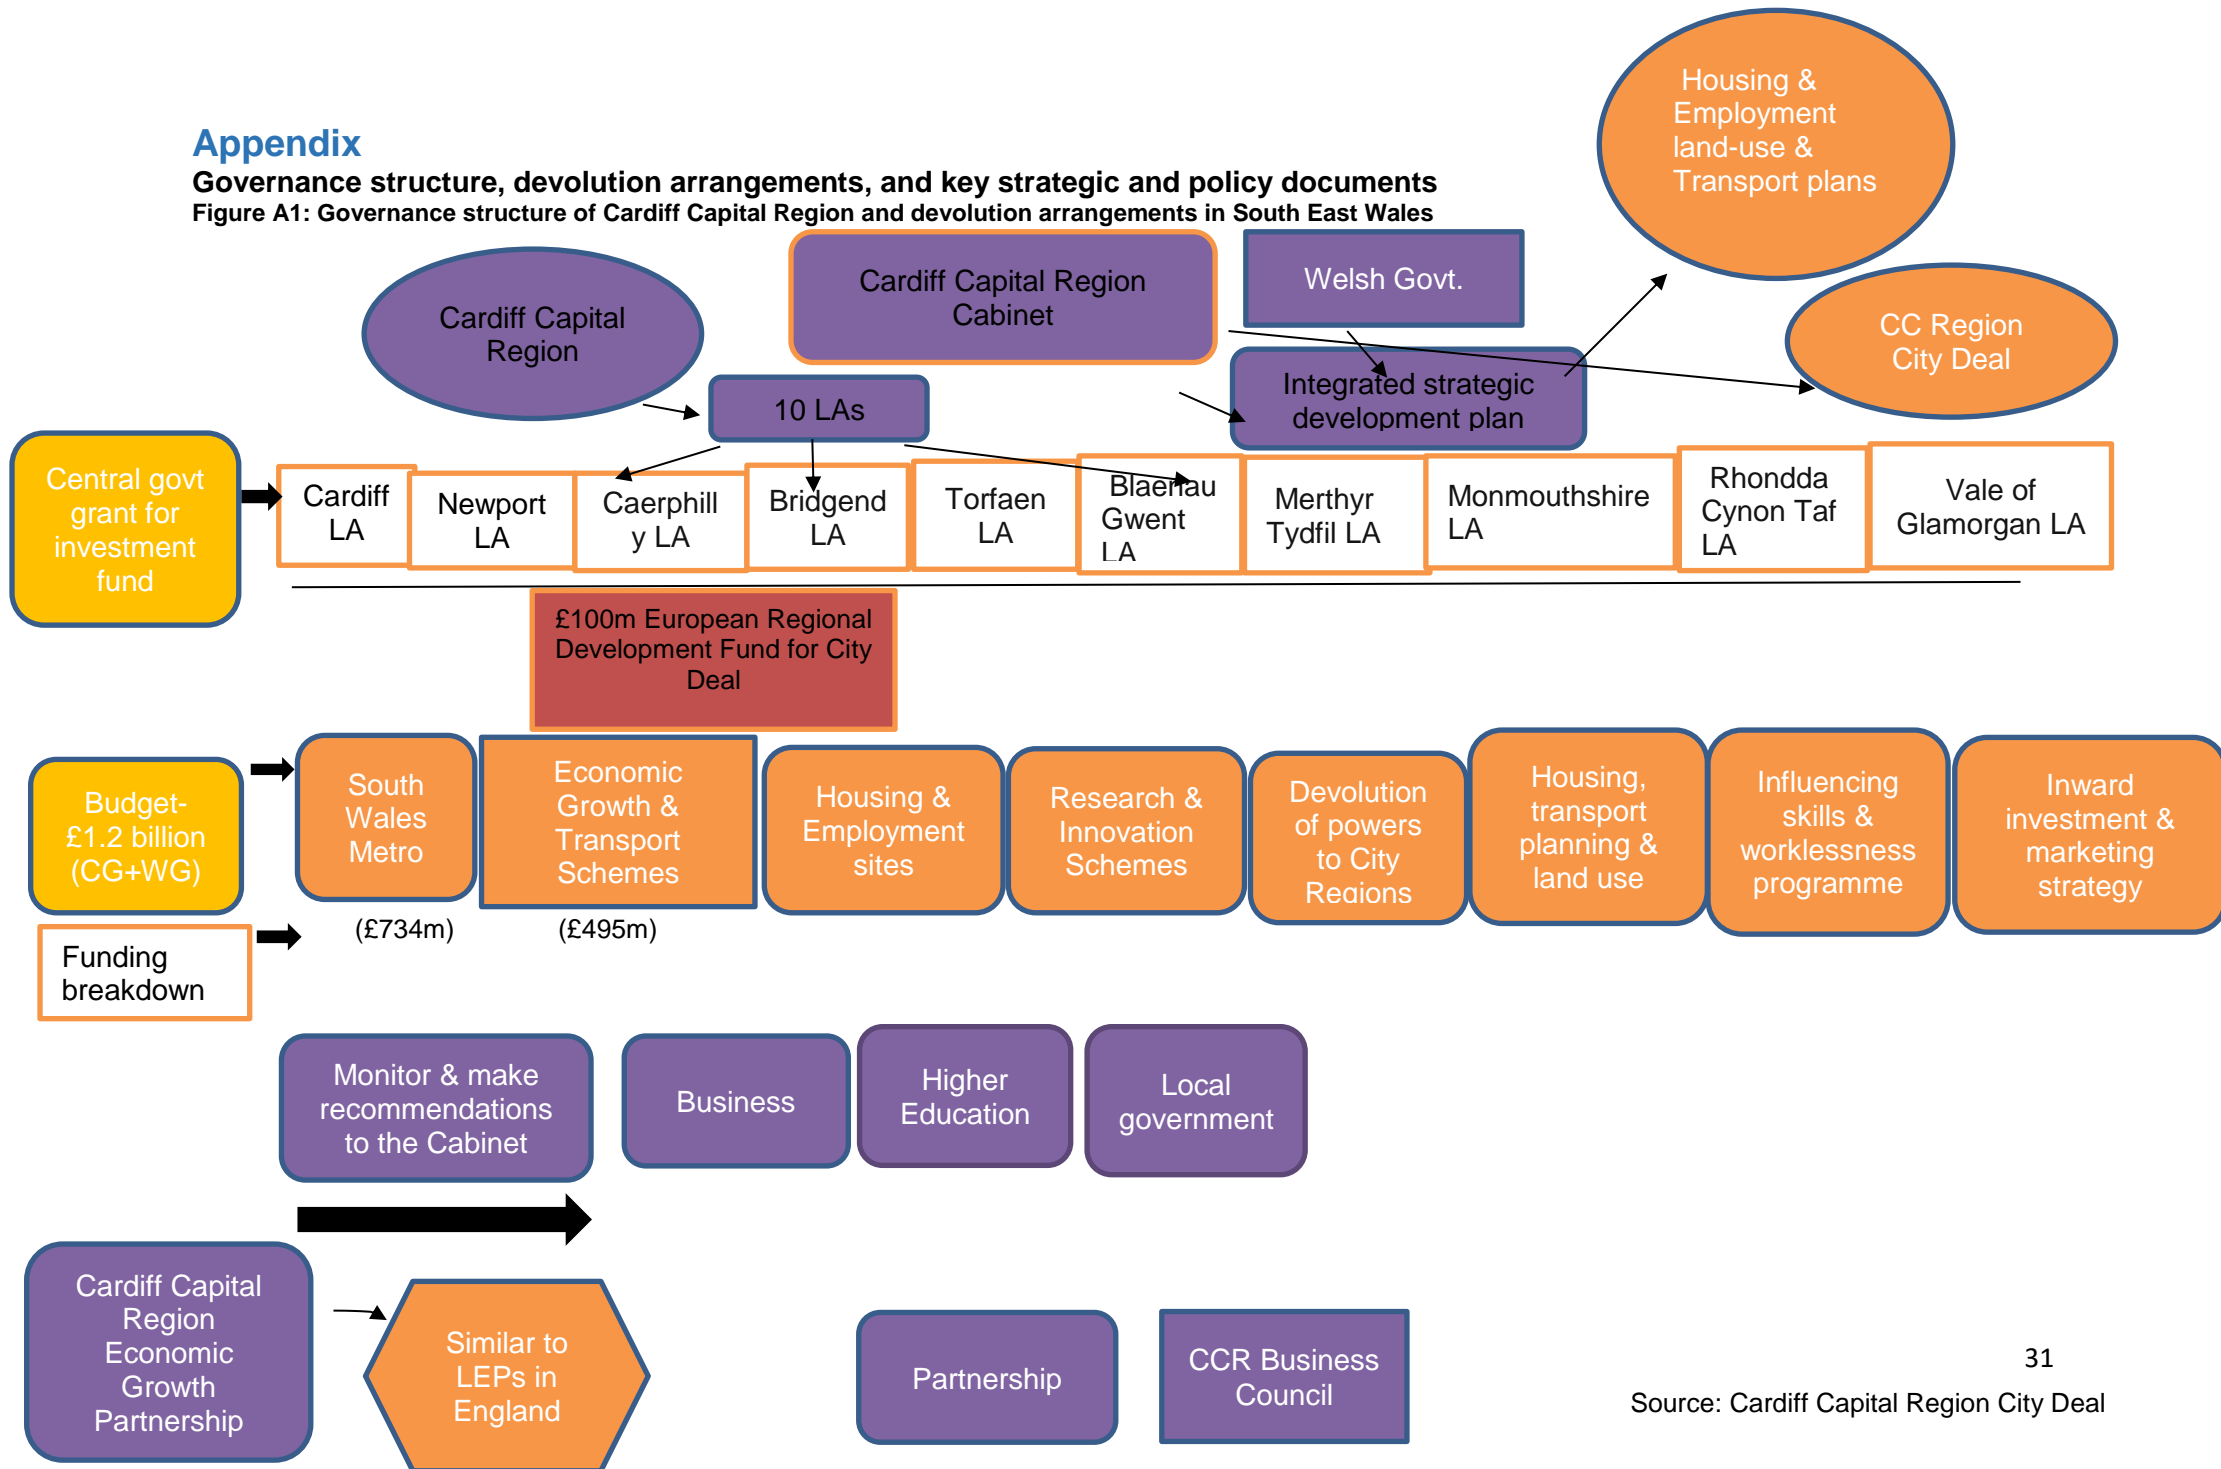 Appendix
Governance structure, devolution arrangements, and key strategic and policy documents
Figure A1: Governance structure of Cardiff Capital Region and devolution arrangements in South East Wales
Housing &
Employment
land-use &
Transport plans
Cardiff Capital
Region
Cardiff Capital Region
Cabinet
Welsh Govt.
CC Region
City Deal
10 LAs
Integrated strategic
development plan
Central govt
grant for
investment
fund
Cardiff
LA
Newport
LA
Caerphill
y LA
Bridgend
LA
Torfaen
LA
Blaenau
Gwent
LA
Merthyr
Tydfil LA
Monmouthshire
LA
Rhondda
Cynon Taf
LA
Vale of
Glamorgan LA
£100m European Regional
Development Fund for City
Deal
Budget-
£1.2 billion
(CG+WG)
South
Wales
Metro
Economic
Growth &
Transport
Schemes
Housing &
Employment
sites
Research &
Innovation
Schemes
Devolution
of powers
to City
Regions
Housing,
transport
planning &
land use
Influencing
skills &
worklessness
programme
Inward
investment &
marketing
strategy
(£734m)
(£495m)
Funding
breakdown
Monitor & make
recommendations
to the Cabinet
Business
Higher
Education
Local
government
Cardiff Capital
Region
Economic
Growth
Partnership
Similar to
LEPs in
England
Partnership
CCR Business
Council
31
Source: Cardiff Capital Region City Deal